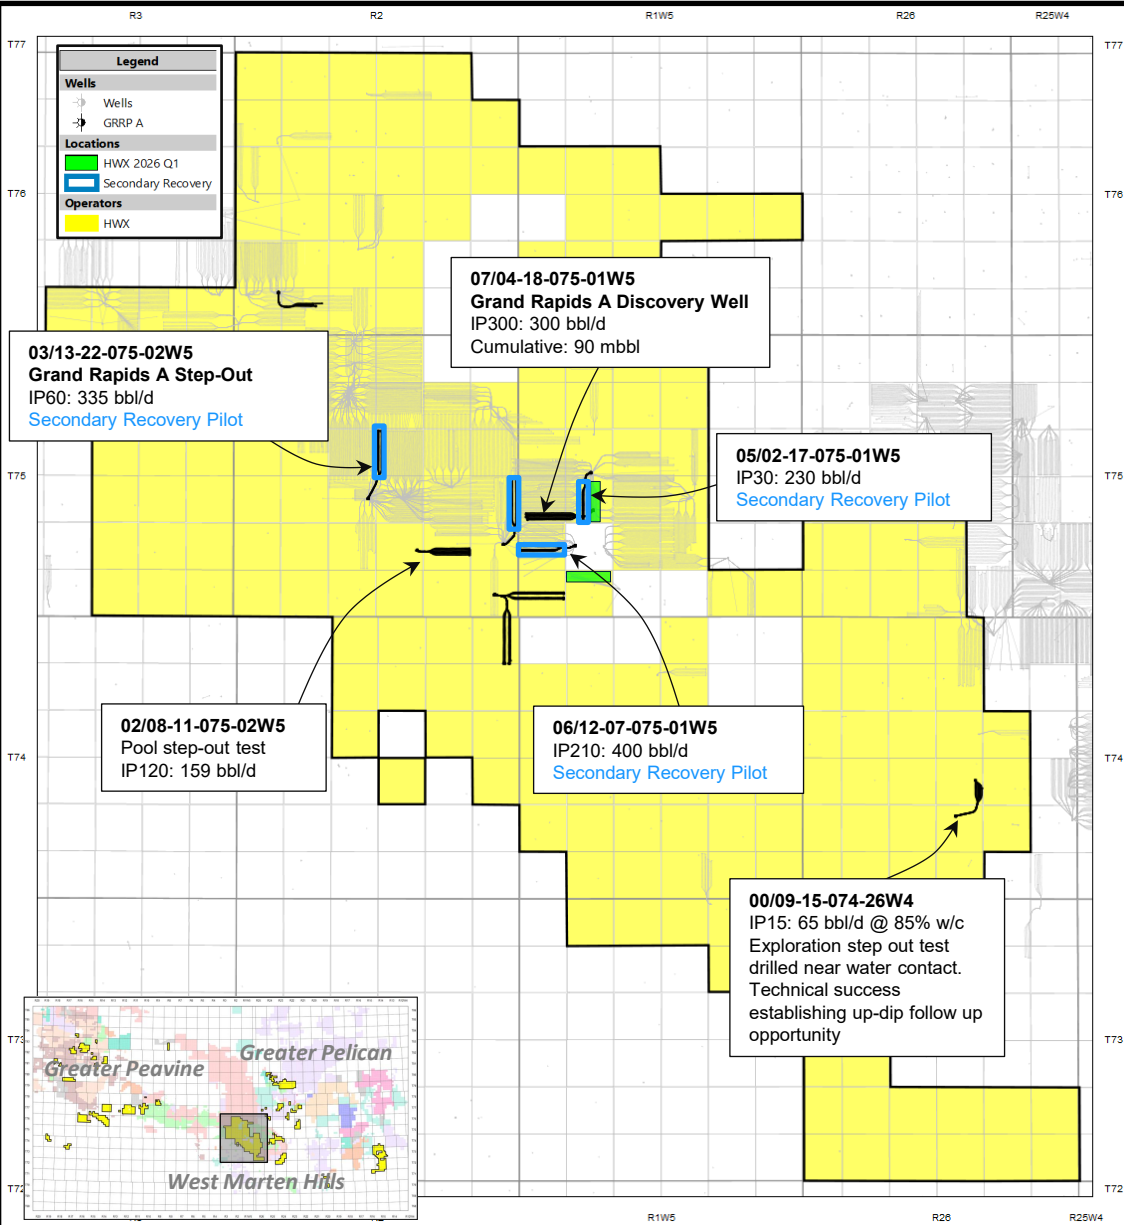 R3 R2 R1W5 R26 R25W4
T77 T77
Legend
Wells
Wells
GRRP A
Locations
HWX 2026 Q1
Secondary Recovery
Operators
HWX
T76 T76
07/04-18-075-01W5
Grand Rapids A Discovery Well
IP300: 300 bbl/d
Cumulative: 90 mbbl
03/13-22-075-02W5
Grand Rapids A Step-Out
IP60: 335 bbl/d
Secondary Recovery Pilot
05/02-17-075-01W5
IP30: 230 bbl/d
Secondary Recovery Pilot
T75 T75
02/08-11-075-02W5
Pool step-out test
IP120: 159 bbl/d
06/12-07-075-01W5
IP210: 400 bbl/d
Secondary Recovery Pilot
T74 T74
00/09-15-074-26W4
IP15: 65 bbl/d @ 85% w/c
Exploration step out test
drilled near water contact.
Technical success
establishing up-dip follow up
opportunity
T73 T73
Greater Pelican
Greater Peavine
West Marten Hills
T72 T72
R1W5 R26 R25W4